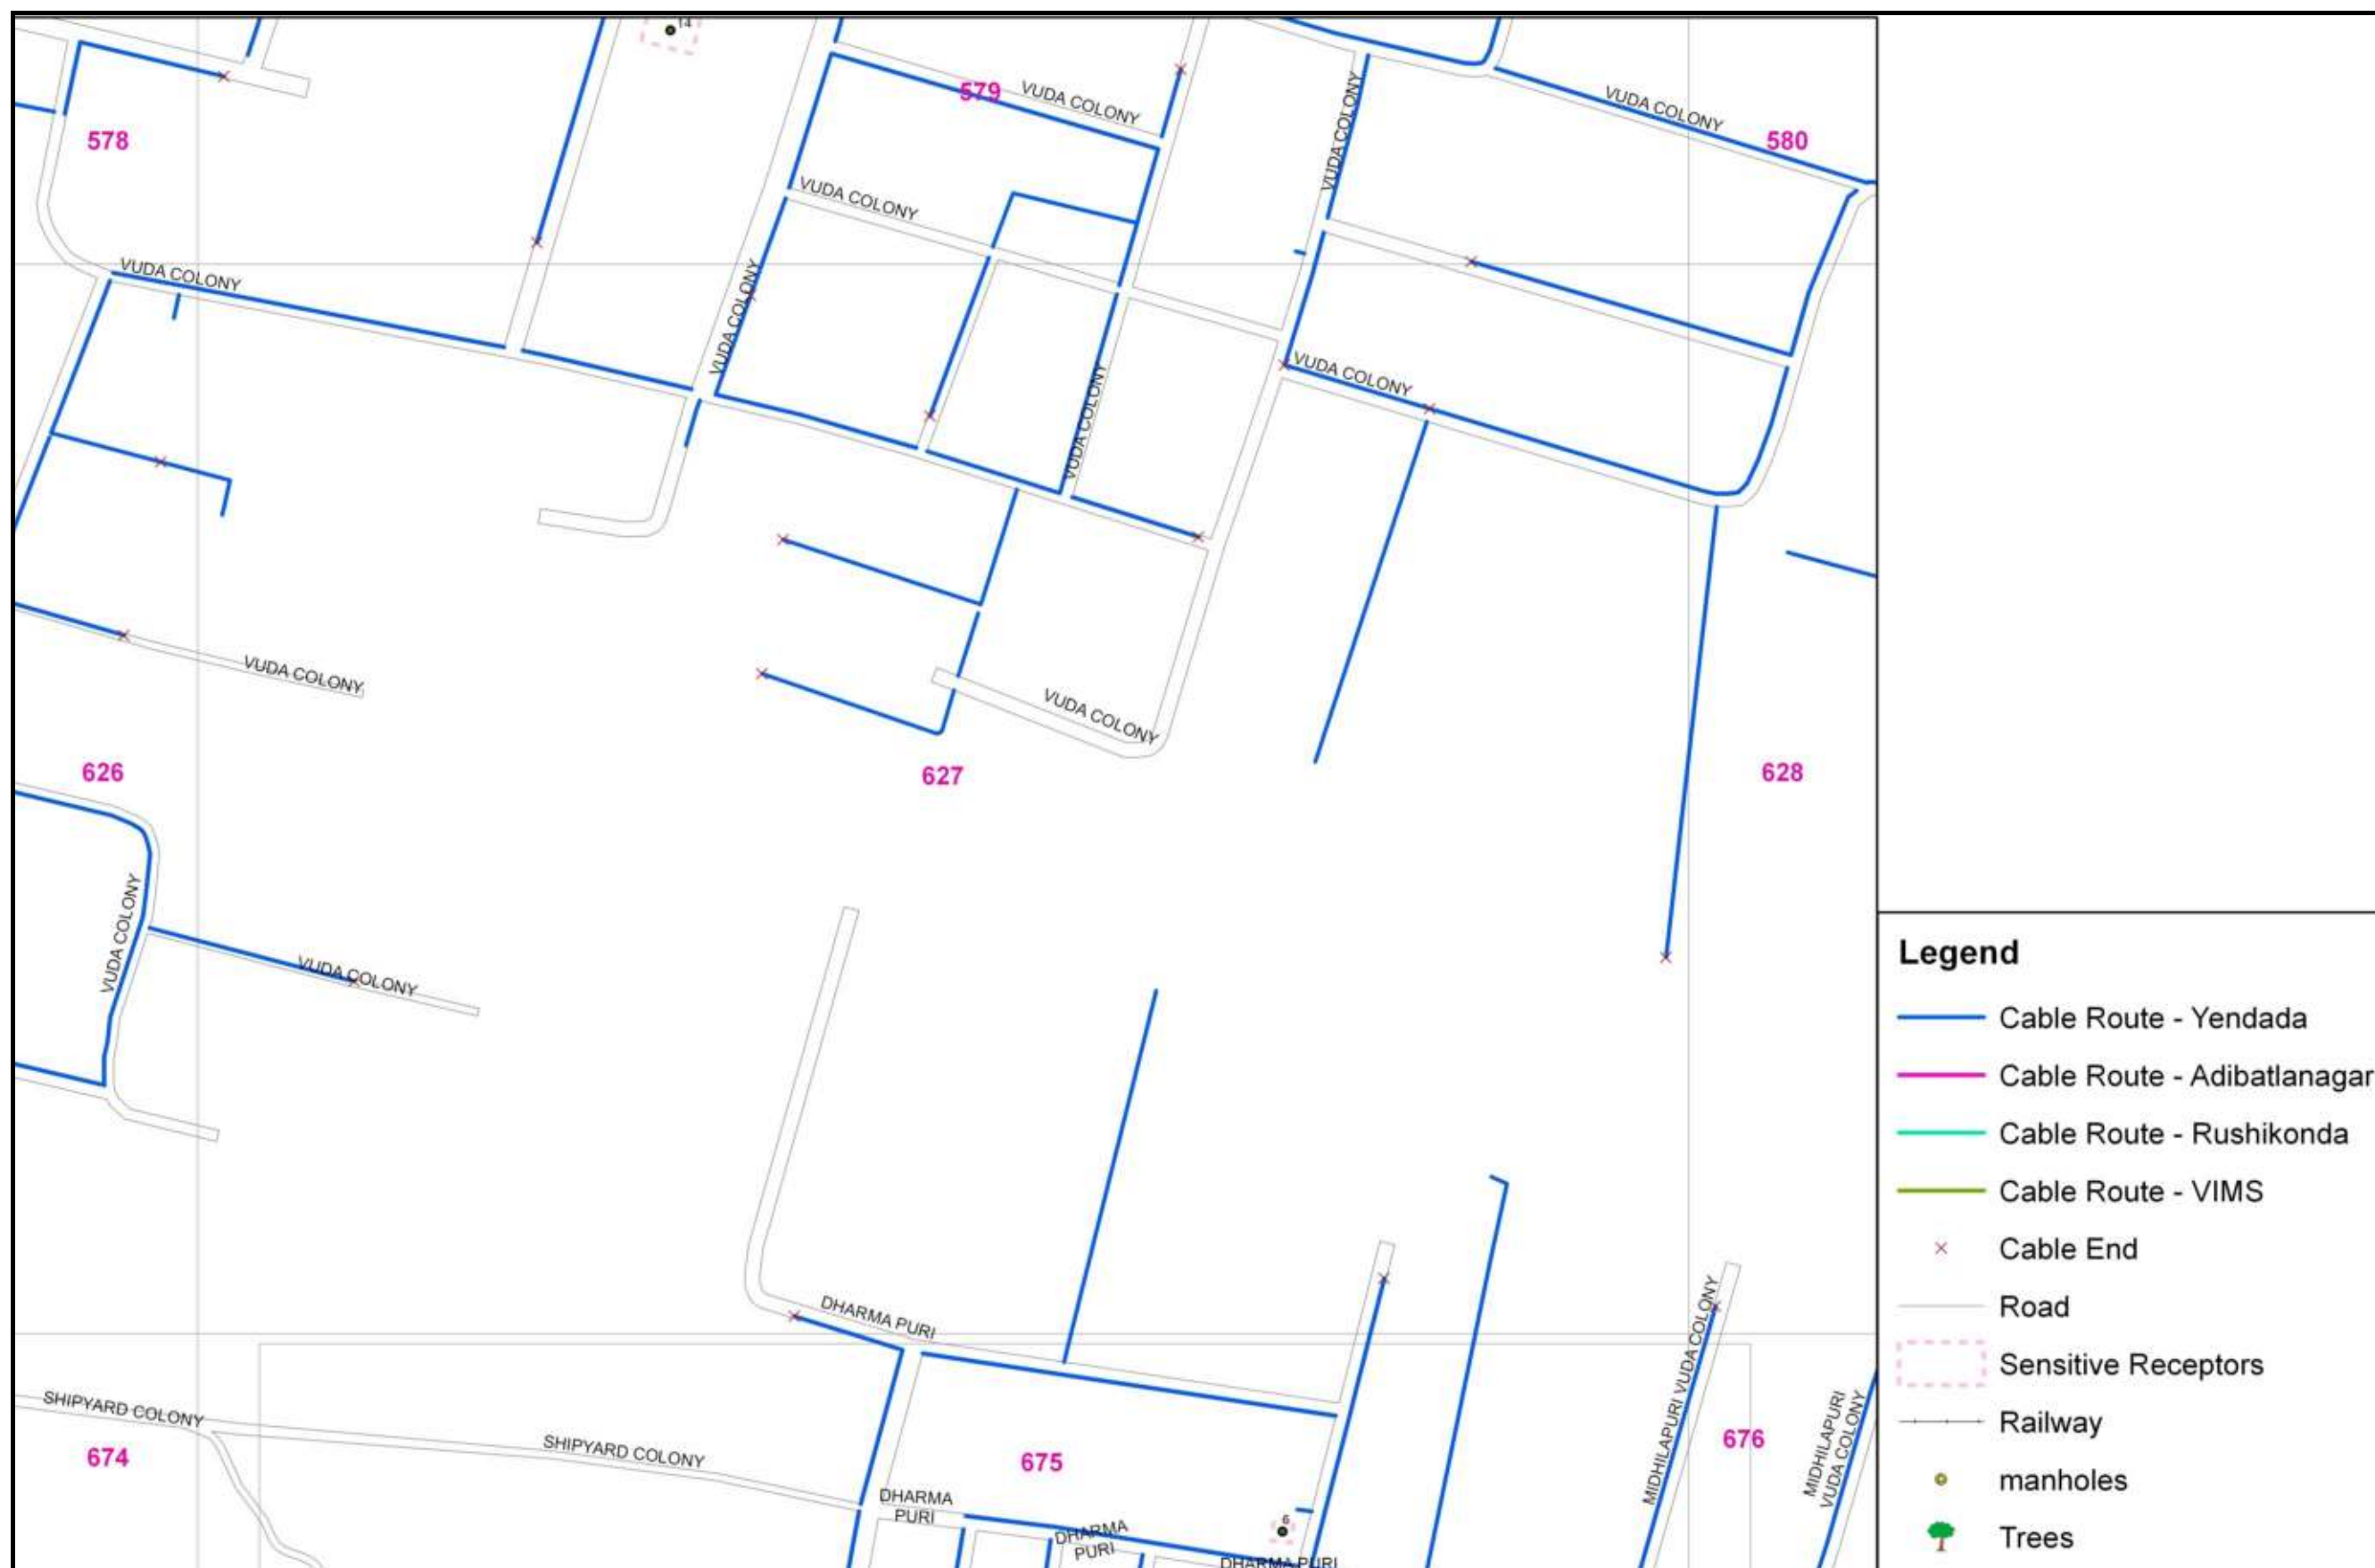 14
579
VUDA COLONY
VUDA COLONY
VUDA COLONY
580
578
VUDA COLONY
VUDA COLONY
VUDA COLONY
VUDA COLONY
VUDA COLONY
VUDA COLONY
VUDA COLONY
626
627
VUDA COLONY
628
VUDA COLONY
VUDA COLONY
DHARMA PURI
SHIPYARD COLONY
SHIPYARD COLONY
674
675
MIDHILAPURI VUDA COLONY
676
MIDHILAPURI
VUDA COLONY
DHARMA
PURI
DHARMA
PURI
6
DHARMA PURI
Legend
Cable Route - Yendada
Cable Route - Adibatlanagar
Cable Route - Rushikonda
Cable Route - VIMS
Cable End
Road
Sensitive Receptors
Railway
manholes
Trees